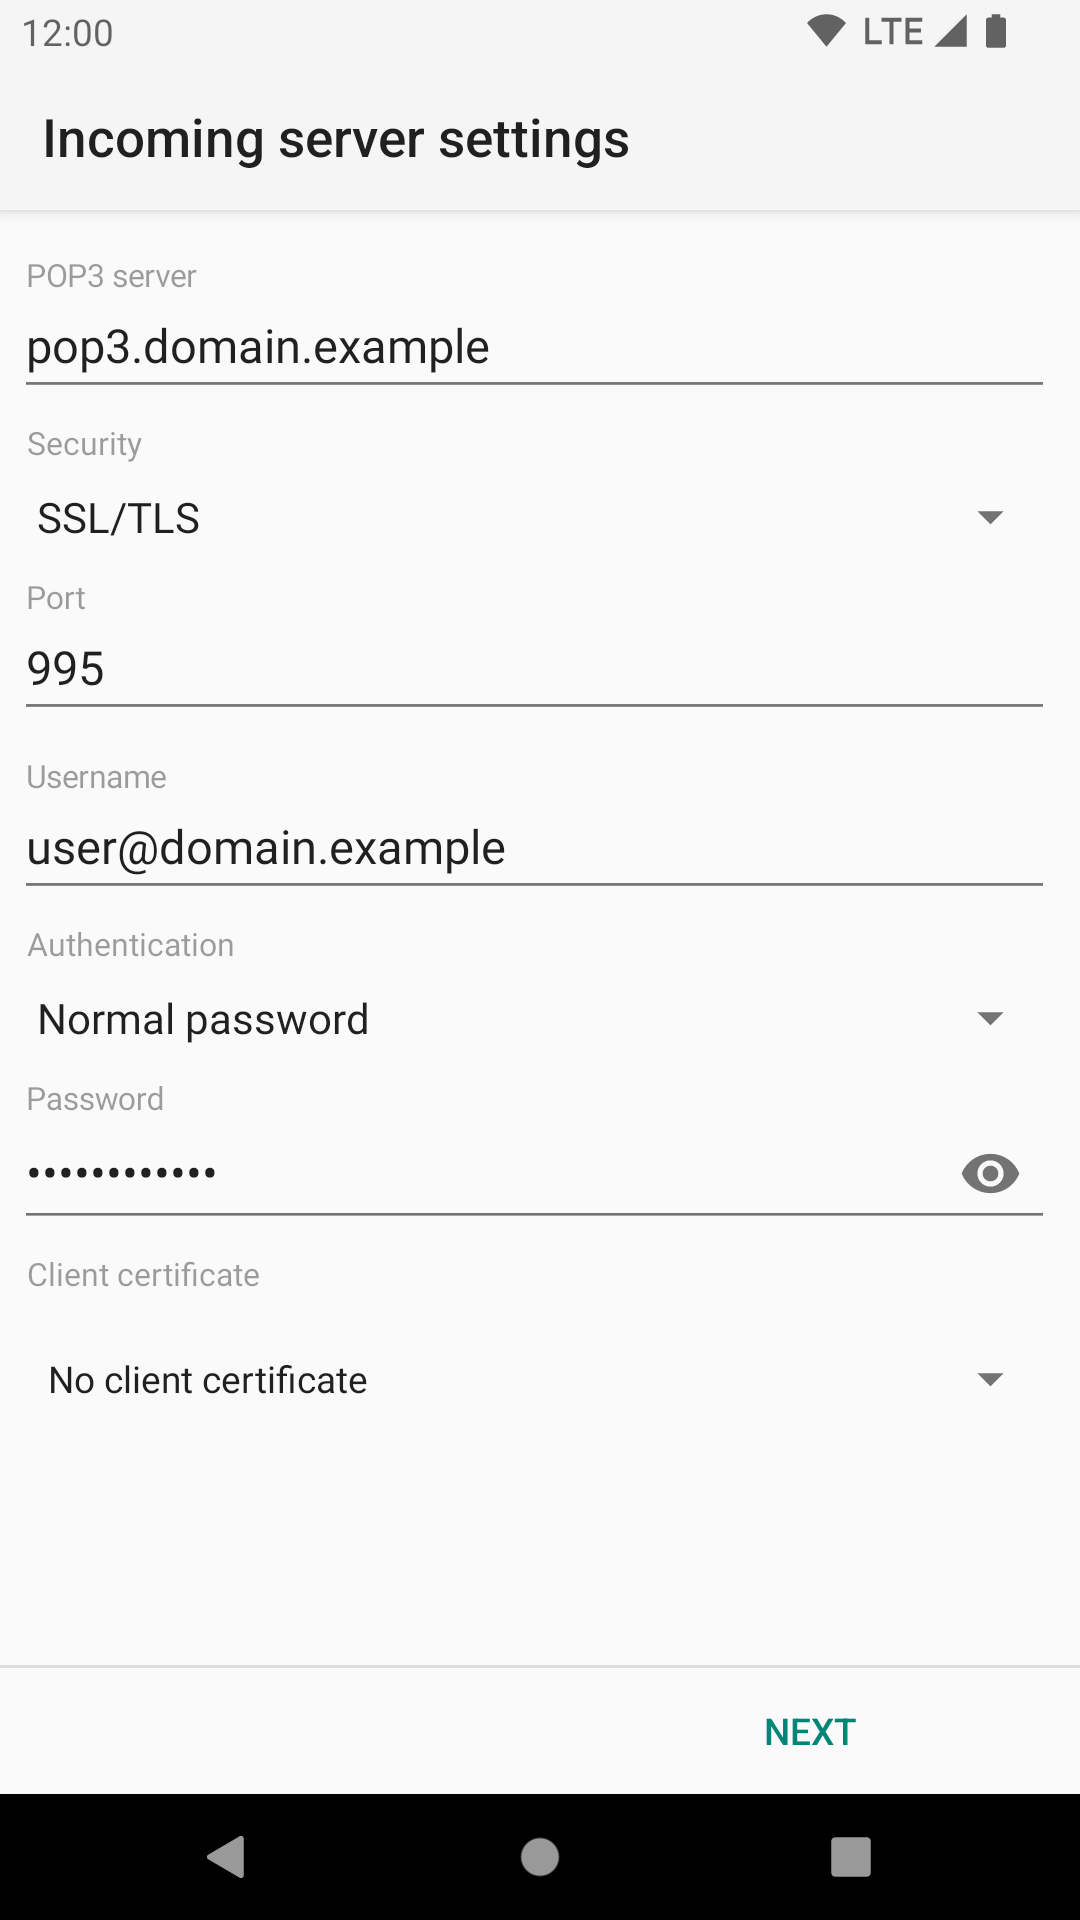 12:00 LTE
Incoming server settings
POP3 server
pop3.domain.example
Security
SSL/TLS
Port
995
Username
user@domain.example
Authentication
Normal password
Password
••••••••••••
Client certificate
No client certificate
NEXT